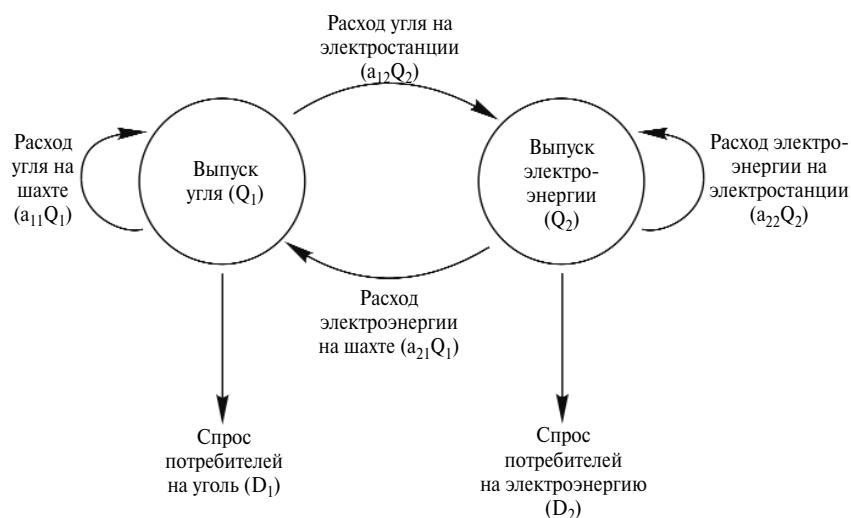 Расход угля на
электростанции
(a₁₂Q₂)
Расход
угля на
шахте
(a₁₁Q₁)
Выпуск
угля (Q₁)
Выпуск
электро-
энергии
(Q₂)
Расход электро-
энергии на
электростанции
(a₂₂Q₂)
Расход
электроэнергии
на шахте (a₂₁Q₁)
Спрос
потребителей
на уголь (D₁)
Спрос
потребителей
на электроэнергию
(D₂)